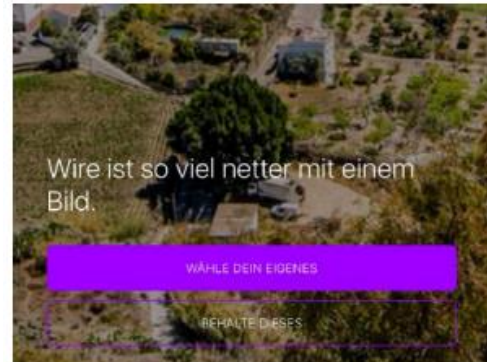 Wire ist so viel netter mit einem
Bild.
WÄHLE DEIN EIGENES
BEHALTE DIESES